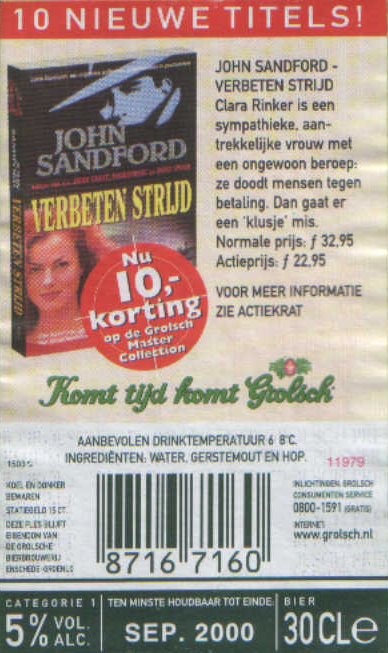 10 NIEUWE TITELS!
JOHN SANDFORD -
VERBETEN STRIJD
Clara Rinker is een
sympathieke, aan-
trekkelijke vrouw met
een ongewoon beroep:
ze doodt mensen tegen
betaling. Dan gaat er
een 'klusje' mis.
Normale prijs: ƒ 32,95
Actieprijs: ƒ 22,95
VOOR MEER INFORMATIE
ZIE ACTIEKRAT
JOHN
SANDFORD
VERBETEN STRIJD
VERBETEN STRIJD
Nu
10,-
korting
op de Grolsch
Master
Collection
Komt tijd komt Grolsch
AANBEVOLEN DRINKTEMPERATUUR 6 8°C.
INGREDIËNTEN: WATER, GERSTEMOUT EN HOP.
11979
KOEL EN DONKER
BEWAREN
STATIEGELD 15 CT.
DEZE FLES BLIJFT
EIGENDOM VAN
DE GROLSCHE
BIERBROUWERIJ
ENSCHEDE-GROENLO
8716 7160
INLICHTINGEN: GROLSCH
CONSUMENTEN SERVICE
0800-1591 (GRATIS)
INTERNET:
www.grolsch.nl
CATEGORIE 1
5% VOL. ALC.
TEN MINSTE HOUDBAAR TOT EINDE:
SEP. 2000
BIER
30 CLe